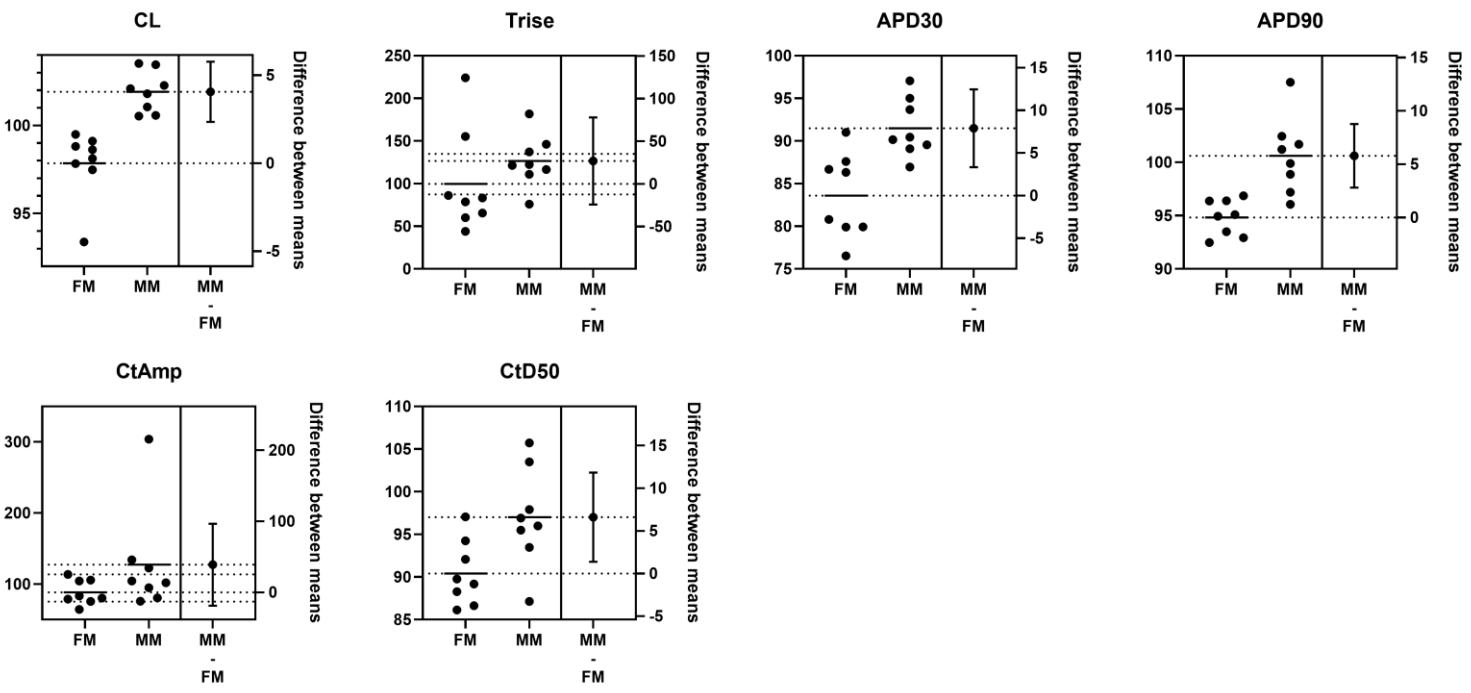 CL
Difference between means
100
95
5
0
-5
FM
MM
MM
-
FM
Trise
Difference between means
250
200
150
100
50
0
150
100
50
0
-50
FM
MM
MM
-
FM
APD30
Difference between means
100
95
90
85
80
75
15
10
5
0
-5
FM
MM
MM
-
FM
APD90
Difference between means
110
105
100
95
90
15
10
5
0
FM
MM
MM
-
FM
CtAmp
Difference between means
300
200
100
200
100
0
FM
MM
MM
-
FM
CtD50
Difference between means
110
105
100
95
90
85
15
10
5
0
-5
FM
MM
MM
-
FM